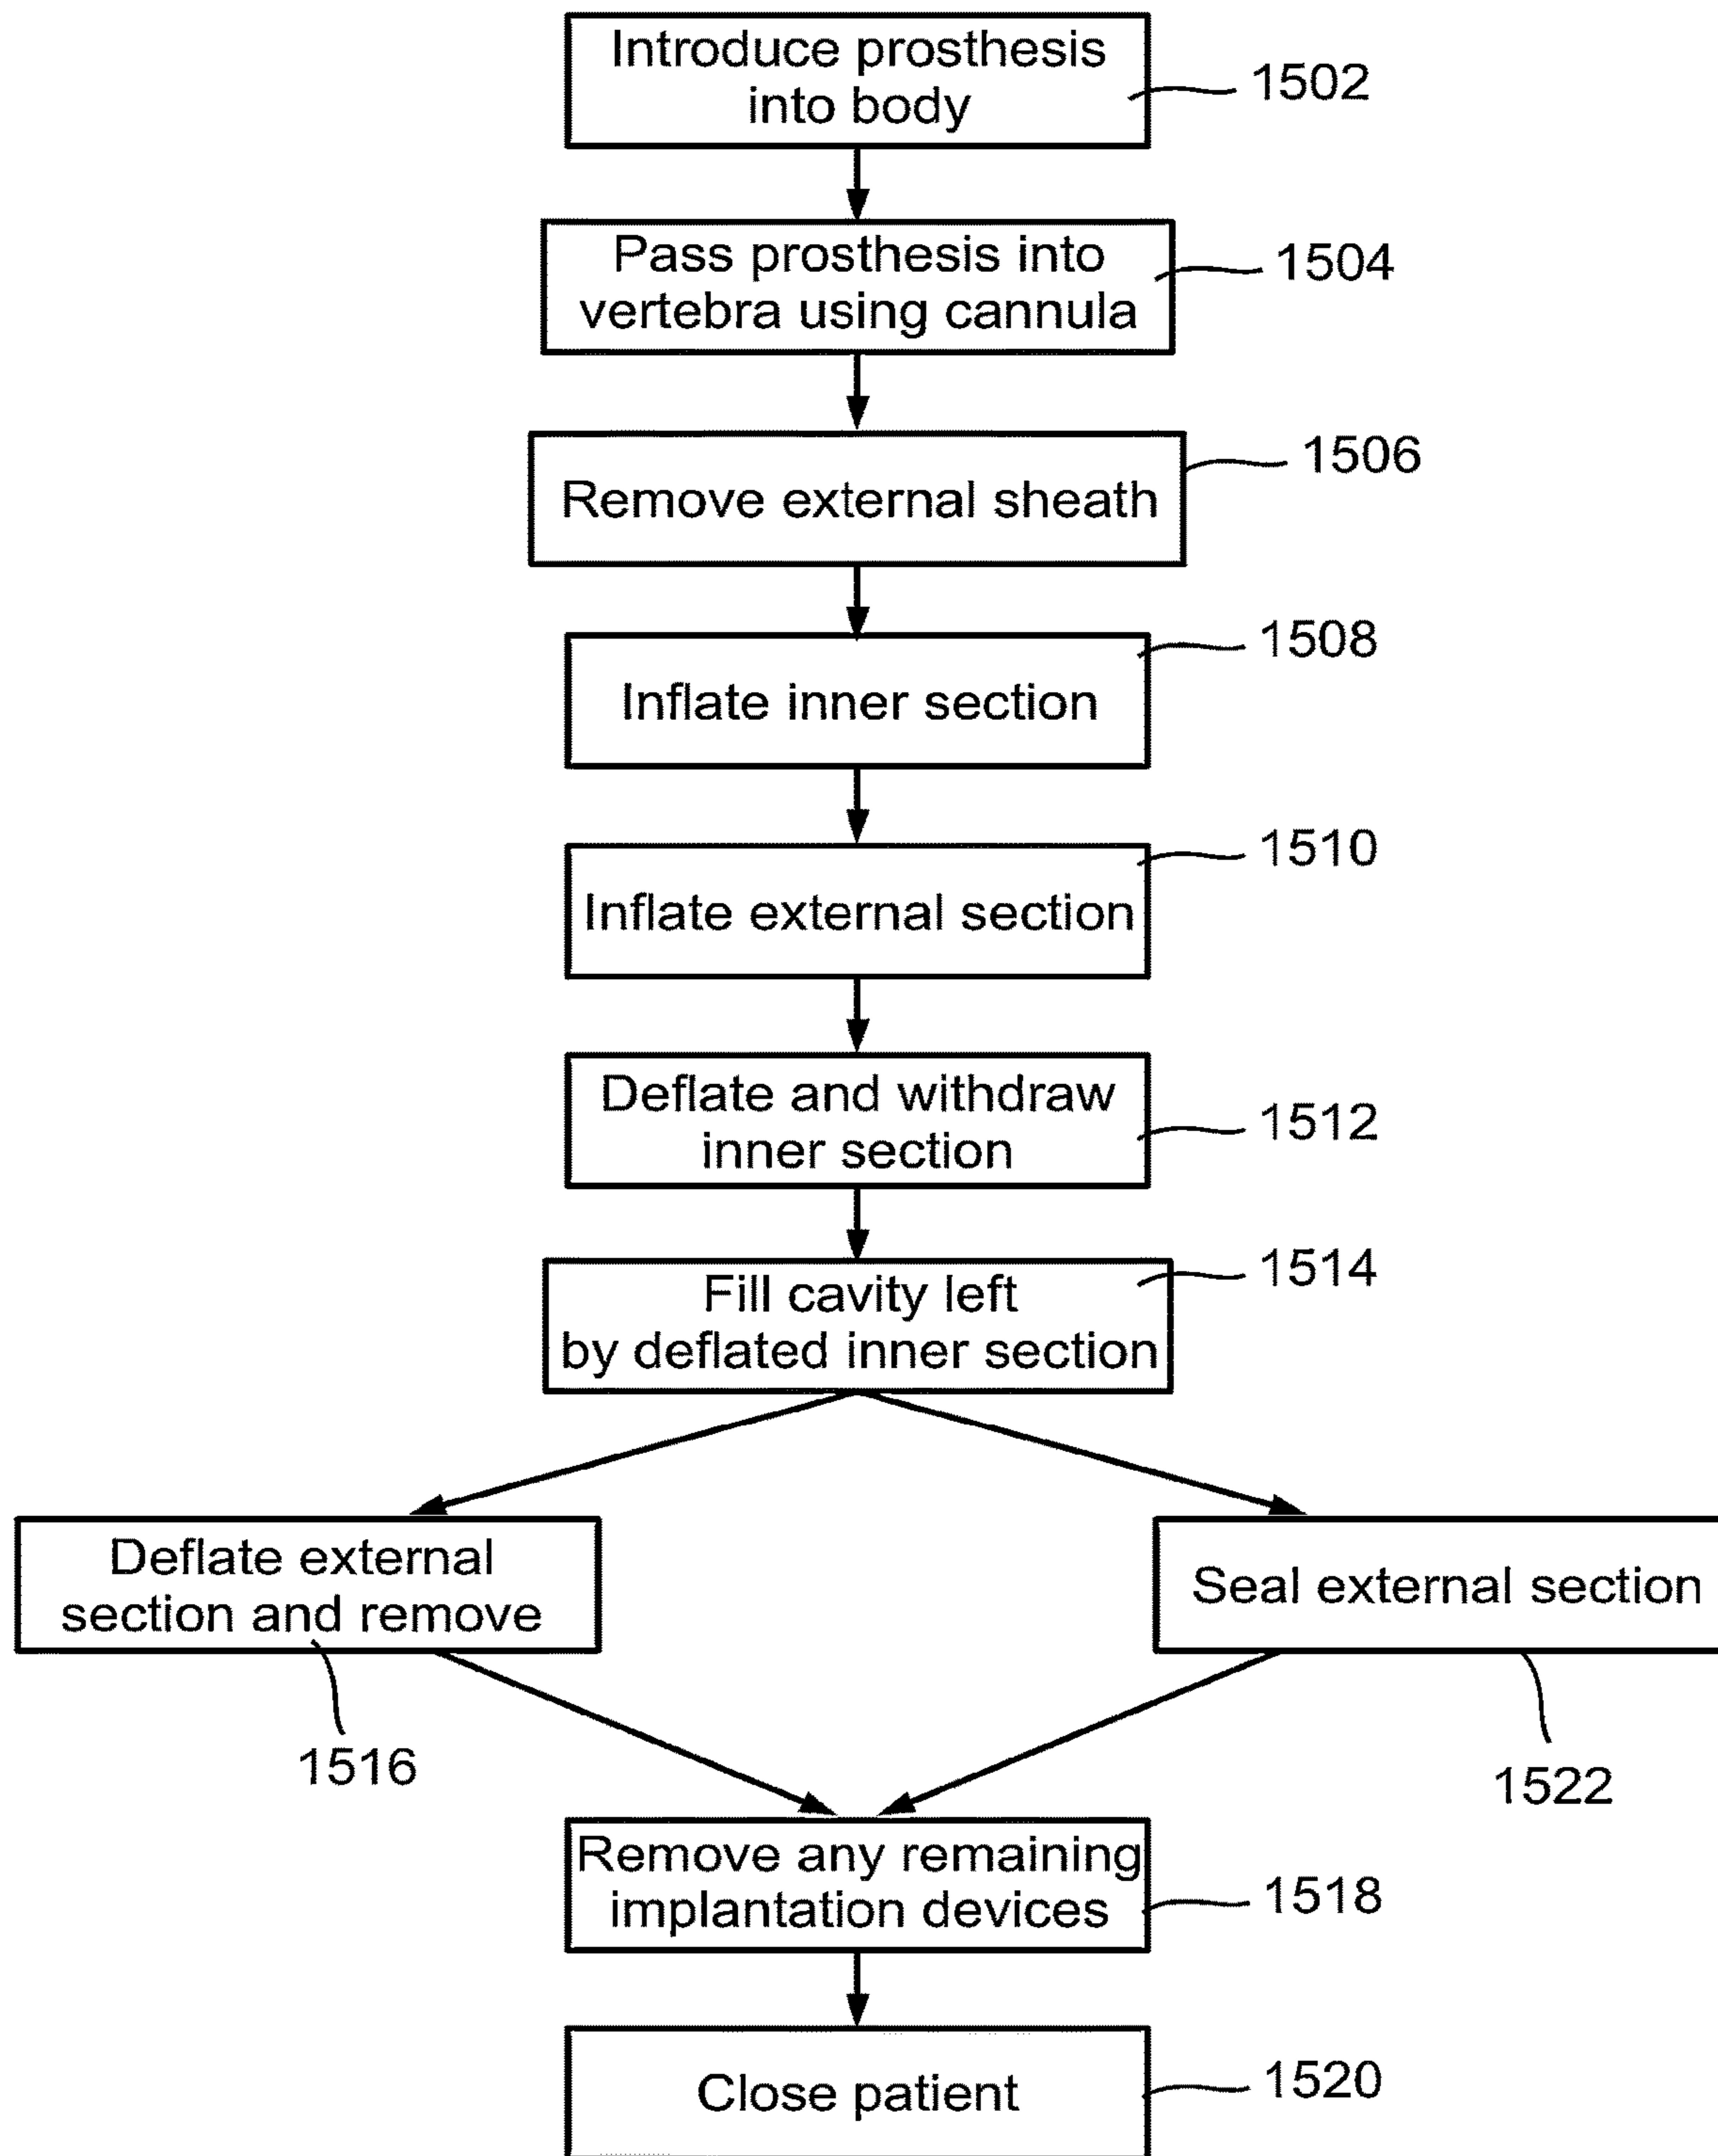 Introduce prosthesis
into body
1502
Pass prosthesis into
vertebra using cannula
1504
Remove external sheath
1506
Inflate inner section
1508
Inflate external section
1510
Deflate and withdraw
inner section
1512
Fill cavity left
by deflated inner section
1514
Deflate external
section and remove
1516
Seal external section
1522
Remove any remaining
implantation devices
1518
Close patient
1520